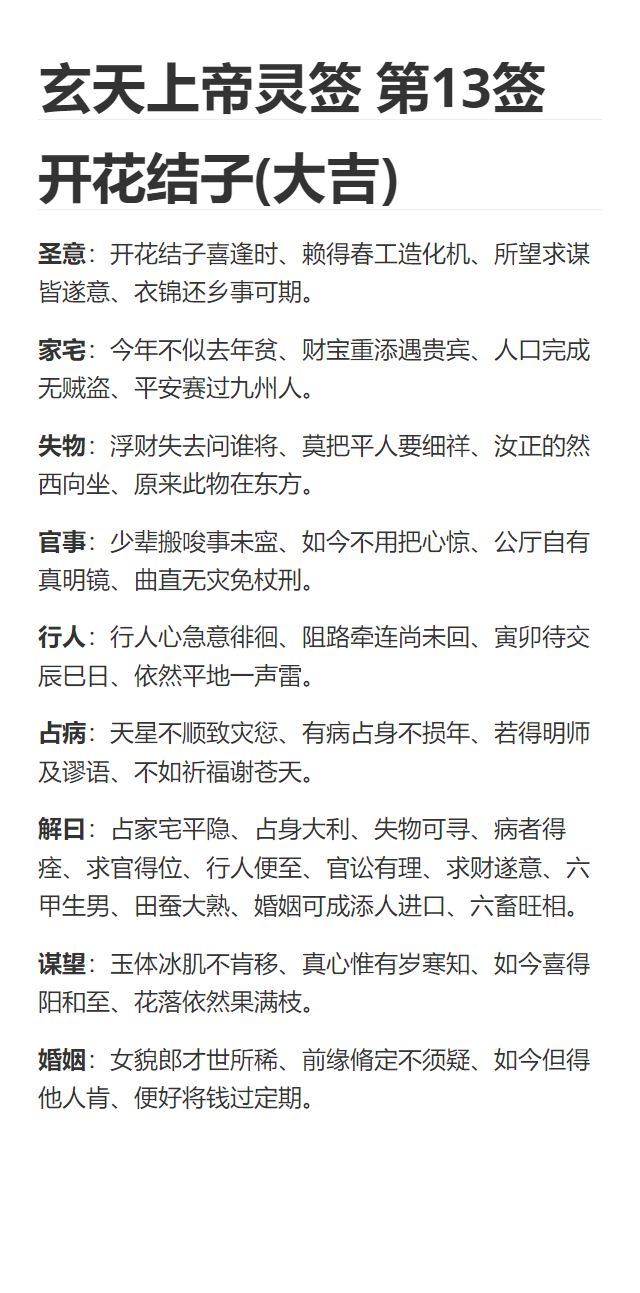 玄天上帝灵签 第13签
开花结子(大吉)
圣意：开花结子喜逢时、赖得春工造化机、所望求谋
皆遂意、衣锦还乡事可期。
家宅：今年不似去年贫、财宝重添遇贵宾、人口完成
无贼盗、平安赛过九州人。
失物：浮财失去问谁将、莫把平人要细祥、汝正的然
西向坐、原来此物在东方。
官事：少辈搬唆事未寍、如今不用把心惊、公厅自有
真明镜、曲直无灾免杖刑。
行人：行人心急意徘徊、阻路牵连尚未回、寅卯待交
辰巳日、依然平地一声雷。
占病：天星不顺致灾愆、有病占身不损年、若得明师
及谬语、不如祈福谢苍天。
解曰：占家宅平隐、占身大利、失物可寻、病者得
痊、求官得位、行人便至、官讼有理、求财遂意、六
甲生男、田蚕大熟、婚姻可成添人进口、六畜旺相。
谋望：玉体冰肌不肯移、真心惟有岁寒知、如今喜得
阳和至、花落依然果满枝。
婚姻：女貌郎才世所稀、前缘脩定不须疑、如今但得
他人肯、便好将钱过定期。